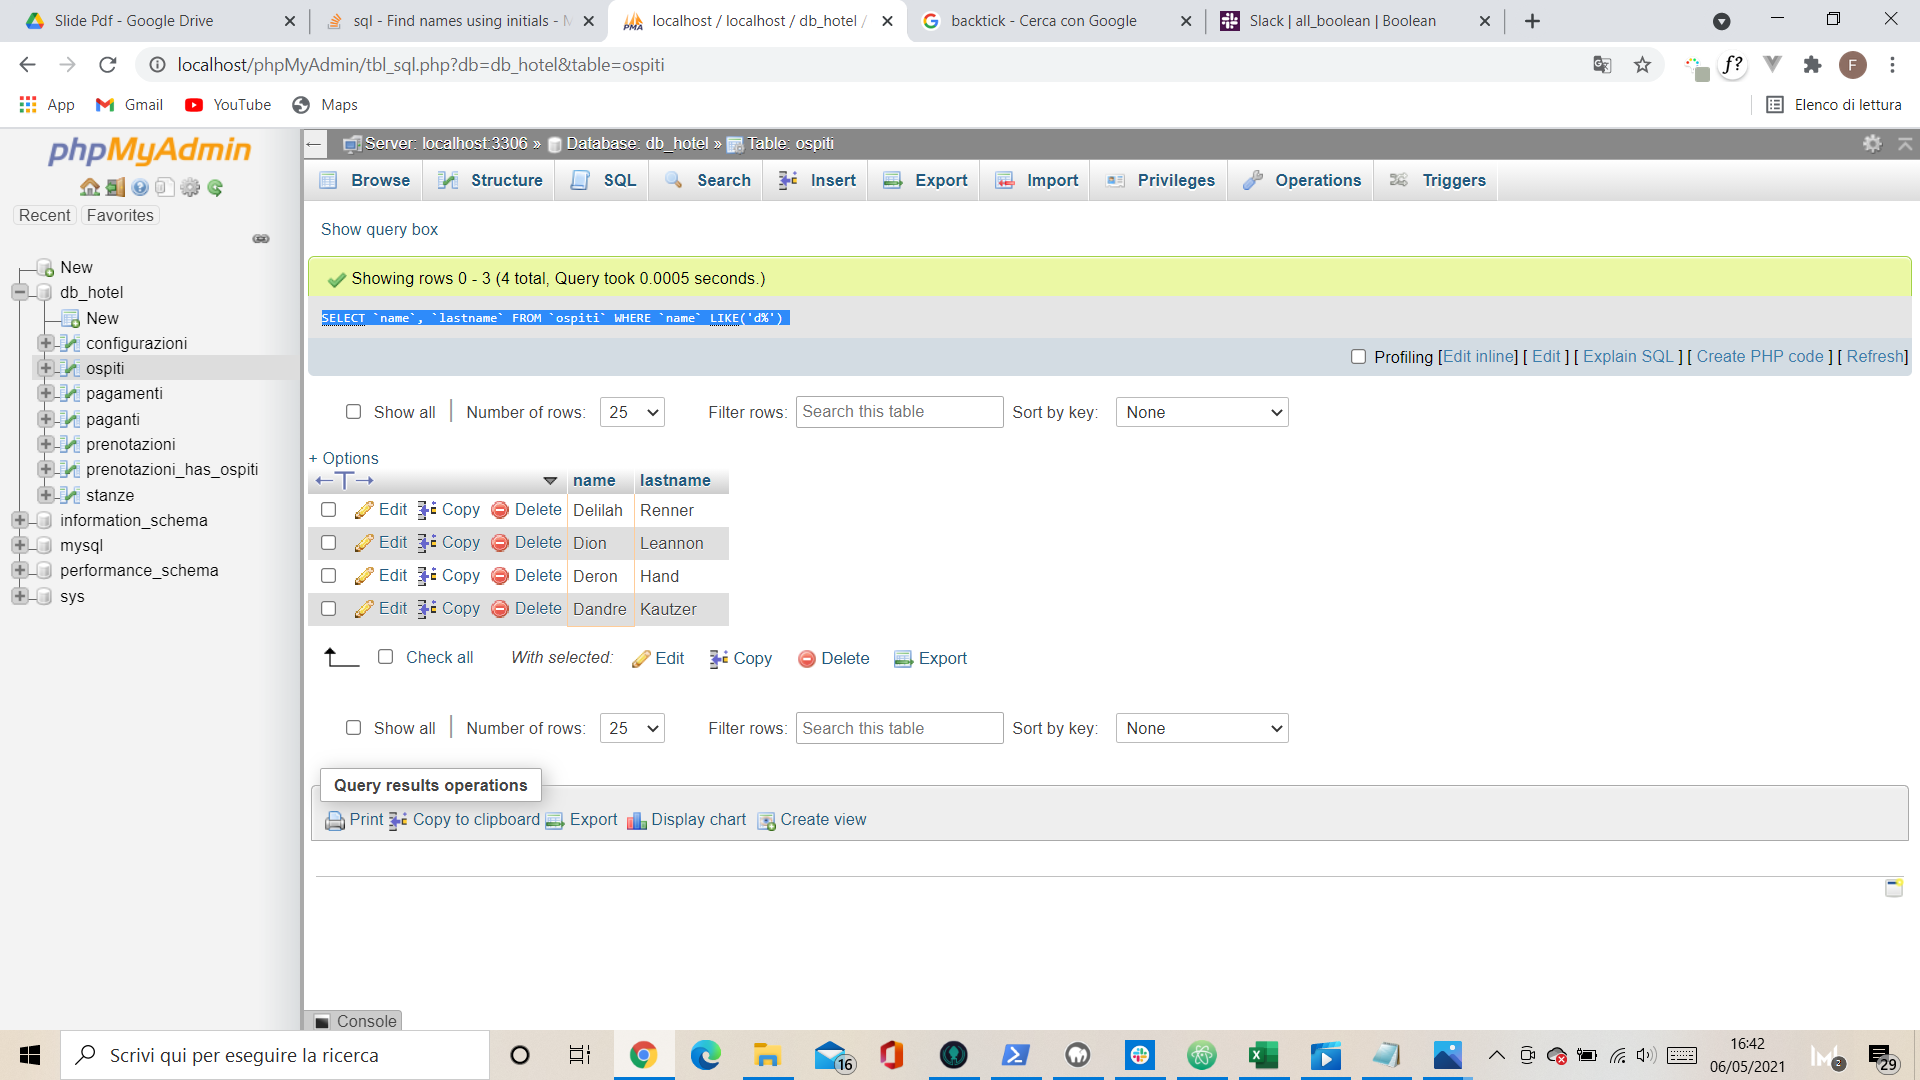 Slide Pdf - Google Drive
sql - Find names using initials - 
localhost / localhost / db_hotel /
backtick - Cerca con Google
Slack | all_boolean | Boolean
localhost/phpMyAdmin/tbl_sql.php?db=db_hotel&table=ospiti
f?
F
App
Gmail
YouTube
Maps
Elenco di lettura
phpMyAdmin
Recent
Favorites
New
db_hotel
New
configurazioni
ospiti
pagamenti
paganti
prenotazioni
prenotazioni_has_ospiti
stanze
information_schema
mysql
performance_schema
sys
Server: localhost:3306 » Database: db_hotel » Table: ospiti
Browse
Structure
SQL
Search
Insert
Export
Import
Privileges
Operations
Triggers
Show query box
Showing rows 0 - 3 (4 total, Query took 0.0005 seconds.)
SELECT `name`, `lastname` FROM `ospiti` WHERE `name` LIKE('d%')
Profiling [Edit inline] [ Edit ] [ Explain SQL ] [ Create PHP code ] [ Refresh]
Show all | Number of rows: 25 Filter rows: Search this table Sort by key: None
+ Options
name lastname
Edit Copy Delete Delilah Renner
Edit Copy Delete Dion Leannon
Edit Copy Delete Deron Hand
Edit Copy Delete Dandre Kautzer
Check all With selected: Edit Copy Delete Export
Show all | Number of rows: 25 Filter rows: Search this table Sort by key: None
Query results operations
Print Copy to clipboard Export Display chart Create view
Console
Scrivi qui per eseguire la ricerca
16
16:42
06/05/2021
2
29